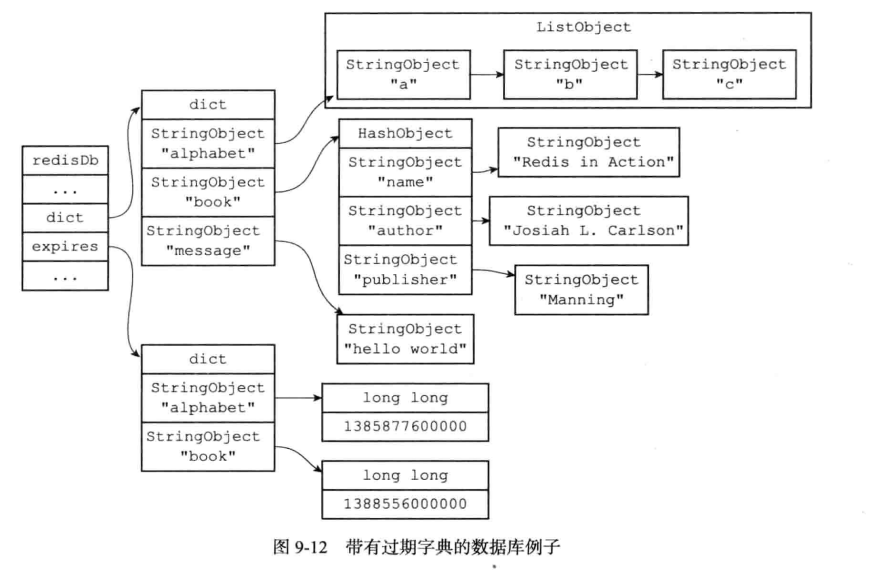 ListObject
StringObject
"a"
StringObject
"b"
StringObject
"c"
redisDb
...
dict
expires
...
dict
StringObject
"alphabet"
StringObject
"book"
StringObject
"message"
HashObject
StringObject
"name"
StringObject
"author"
StringObject
"publisher"
StringObject
"Redis in Action"
StringObject
"Josiah L. Carlson"
StringObject
"Manning"
StringObject
"hello world"
dict
StringObject
"alphabet"
StringObject
"book"
long long
1385877600000
long long
1388556000000
图 9-12 带有过期字典的数据库例子